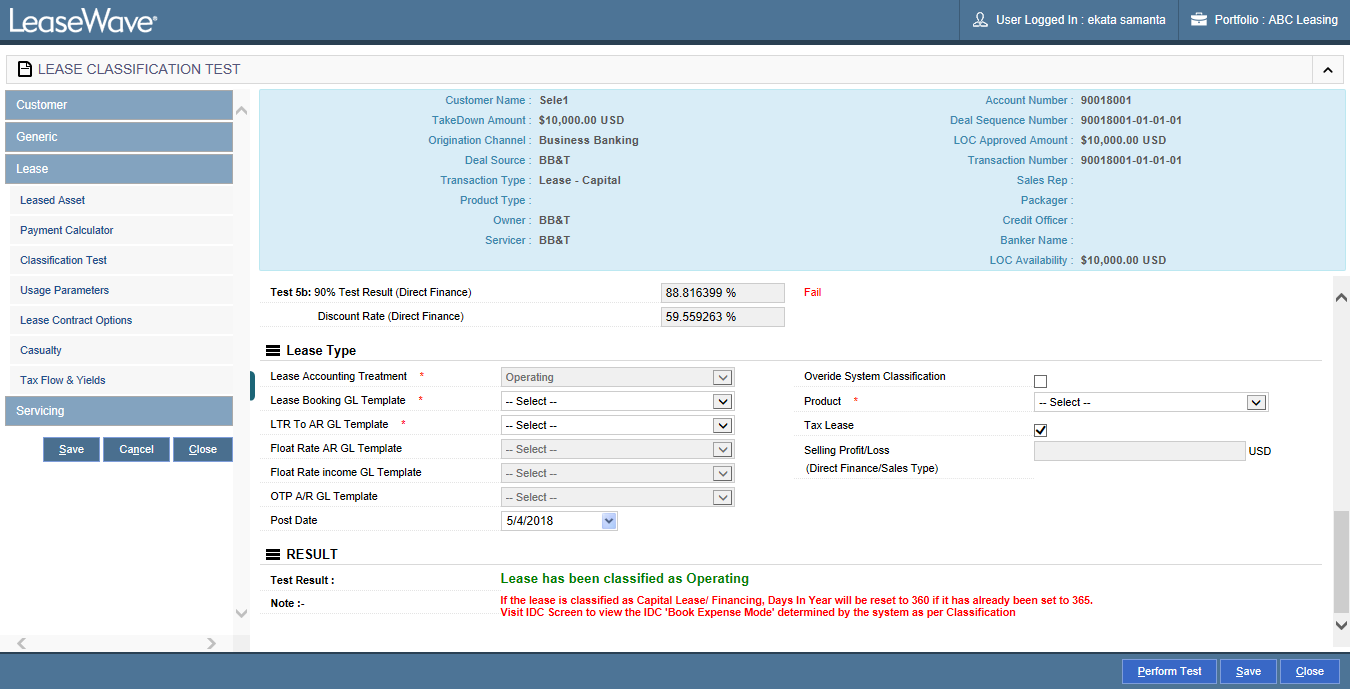 LeaseWave®
User Logged In : ekata samanta
Portfolio : ABC Leasing
LEASE CLASSIFICATION TEST
Customer
Generic
Lease
Leased Asset
Payment Calculator
Classification Test
Usage Parameters
Lease Contract Options
Casualty
Tax Flow & Yields
Servicing
Save Cancel Close
Customer Name : Sele1
Account Number : 90018001
TakeDown Amount : $10,000.00 USD
Deal Sequence Number : 90018001-01-01-01
Origination Channel : Business Banking
LOC Approved Amount : $10,000.00 USD
Deal Source : BB&T
Transaction Number : 90018001-01-01-01
Transaction Type : Lease - Capital
Sales Rep :
Product Type :
Packager :
Owner : BB&T
Credit Officer :
Servicer : BB&T
Banker Name :
LOC Availability : $10,000.00 USD
Test 5b: 90% Test Result (Direct Finance) 88.816399 % Fail
Discount Rate (Direct Finance) 59.559263 %
Lease Type
Lease Accounting Treatment * Operating
Overide System Classification
Lease Booking GL Template * -- Select --
Product * -- Select --
LTR To AR GL Template * -- Select --
Tax Lease
Float Rate AR GL Template -- Select --
Selling Profit/Loss USD
(Direct Finance/Sales Type)
Float Rate income GL Template -- Select --
OTP A/R GL Template -- Select --
Post Date 5/4/2018
RESULT
Test Result : Lease has been classified as Operating
Note :- If the lease is classified as Capital Lease/ Financing, Days In Year will be reset to 360 if it has already been set to 365.
Visit IDC Screen to view the IDC 'Book Expense Mode' determined by the system as per Classification
Perform Test Save Close